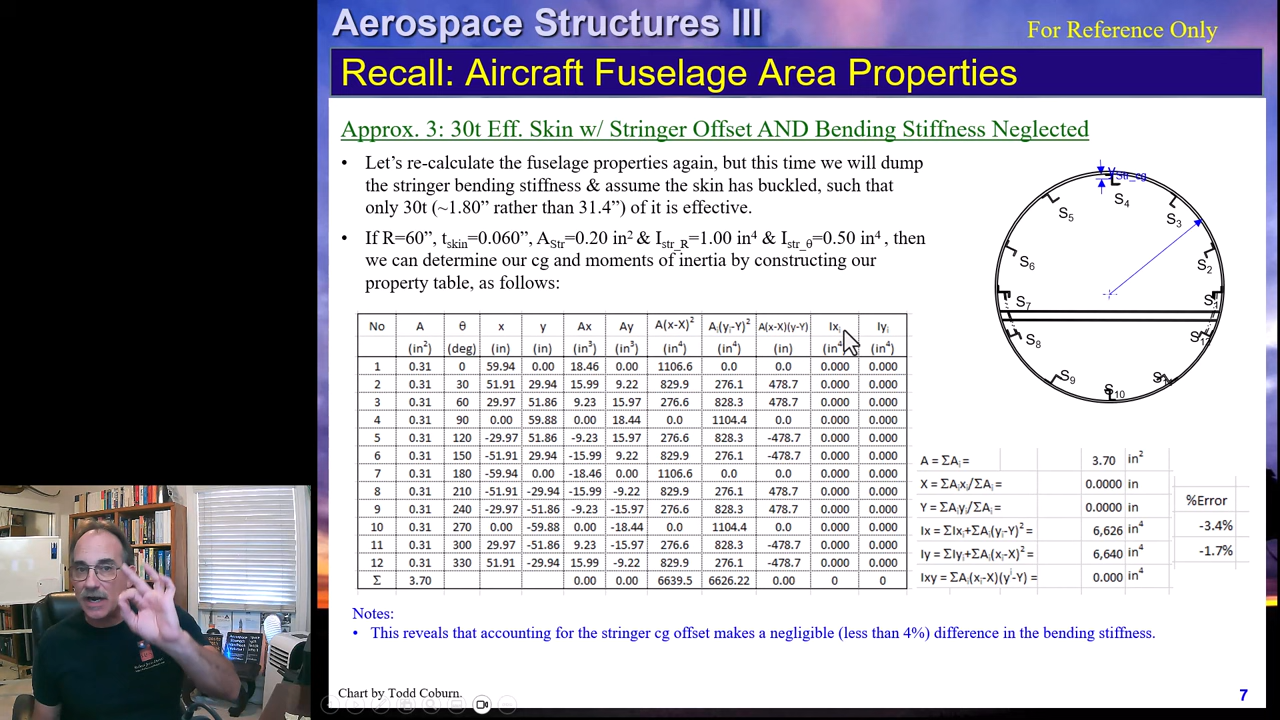 Aerospace Structures III
For Reference Only
Recall: Aircraft Fuselage Area Properties
Approx. 3: 30t Eff. Skin w/ Stringer Offset AND Bending Stiffness Neglected
• Let’s re-calculate the fuselage properties again, but this time we will dump
the stringer bending stiffness & assume the skin has buckled, such that
only 30t (~1.80” rather than 31.4”) of it is effective.
• If R=60”, tskin=0.060”, AStr=0.20 in2 & Istr_R=1.00 in4 & Istr_θ=0.50 in4 , then
we can determine our cg and moments of inertia by constructing our
property table, as follows:
No A θ x y Ax Ay A(x-X)2 Ai(yi-Y)2 A(x-X)(y-Y) Ixi Iyi
(in2) (deg) (in) (in) (in3) (in3) (in4) (in4) (in) (in4) (in4)
1 0.31 0 59.94 0.00 18.46 0.00 1106.6 0.0 0.0 0.000 0.000
2 0.31 30 51.91 29.94 15.99 9.22 829.9 276.1 478.7 0.000 0.000
3 0.31 60 29.97 51.86 9.23 15.97 276.6 828.3 478.7 0.000 0.000
4 0.31 90 0.00 59.88 0.00 18.44 0.0 1104.4 0.0 0.000 0.000
5 0.31 120 -29.97 51.86 -9.23 15.97 276.6 828.3 -478.7 0.000 0.000
6 0.31 150 -51.91 29.94 -15.99 9.22 829.9 276.1 -478.7 0.000 0.000
7 0.31 180 -59.94 0.00 -18.46 0.00 1106.6 0.0 0.0 0.000 0.000
8 0.31 210 -51.91 -29.94 -15.99 -9.22 829.9 276.1 478.7 0.000 0.000
9 0.31 240 -29.97 -51.86 -9.23 -15.97 276.6 828.3 478.7 0.000 0.000
10 0.31 270 0.00 -59.88 0.00 -18.44 0.0 1104.4 0.0 0.000 0.000
11 0.31 300 29.97 -51.86 9.23 -15.97 276.6 828.3 -478.7 0.000 0.000
12 0.31 330 51.91 -29.94 15.99 -9.22 829.9 276.1 -478.7 0.000 0.000
Σ 3.70 0.00 0.00 6639.5 6626.22 0.00 0 0
Str_cg
S4
S5
S3
S6
S2
S7
S8
S9
10
A = ΣAi= 3.70 in2
X = ΣAixi/ΣAi= 0.0000 in
Y = ΣAiyi/ΣAi= 0.0000 in
%Error
Ix = ΣIxi+ΣAi(yi-Y)2= 6,626 in4 -3.4%
Iy = ΣIyi+ΣAi(xi-X)2= 6,640 in4 -1.7%
Ixy = ΣAi(xi-X)(yi-Y) = 0.000 in4
Notes:
• This reveals that accounting for the stringer cg offset makes a negligible (less than 4%) difference in the bending stiffness.
Chart by Todd Coburn.
7